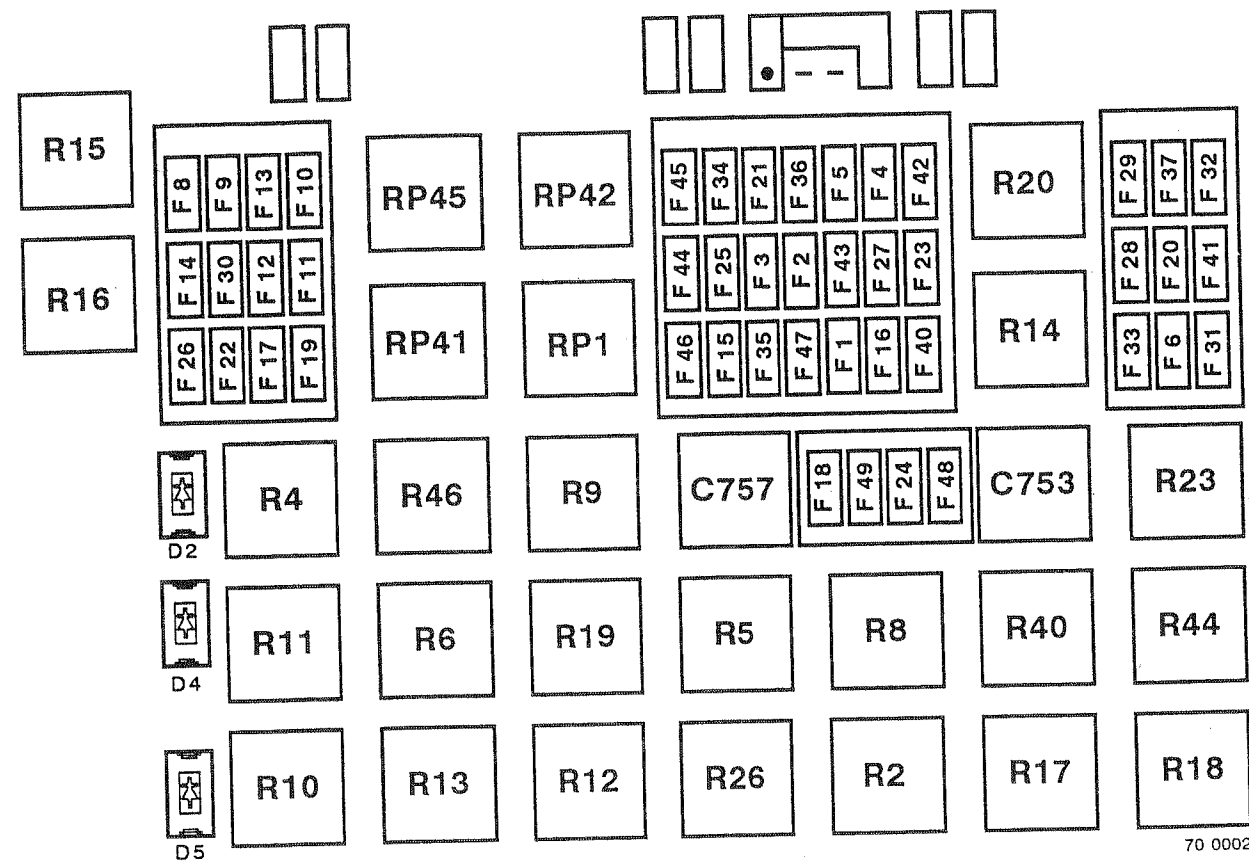 R15
R16
F 8 F 9 F 13 F 10
F 14 F 30 F 12 F 11
F 26 F 22 F 17 F 19
RP45 RP42
RP41 RP1
F 45 F 34 F 21 F 36 F 5 F 4 F 42
F 44 F 25 F 3 F 2 F 43 F 27 F 23
F 46 F 15 F 35 F 47 F 1 F 16 F 40
R20
R14
F 29 F 37 F 32
F 28 F 20 F 41
F 33 F 6 F 31
D2 R4 R46 R9 C757 F 18 F 49 F 24 F 48 C753 R23
D4 R11 R6 R19 R5 R8 R40 R44
D5 R10 R13 R12 R26 R2 R17 R18
70 0002